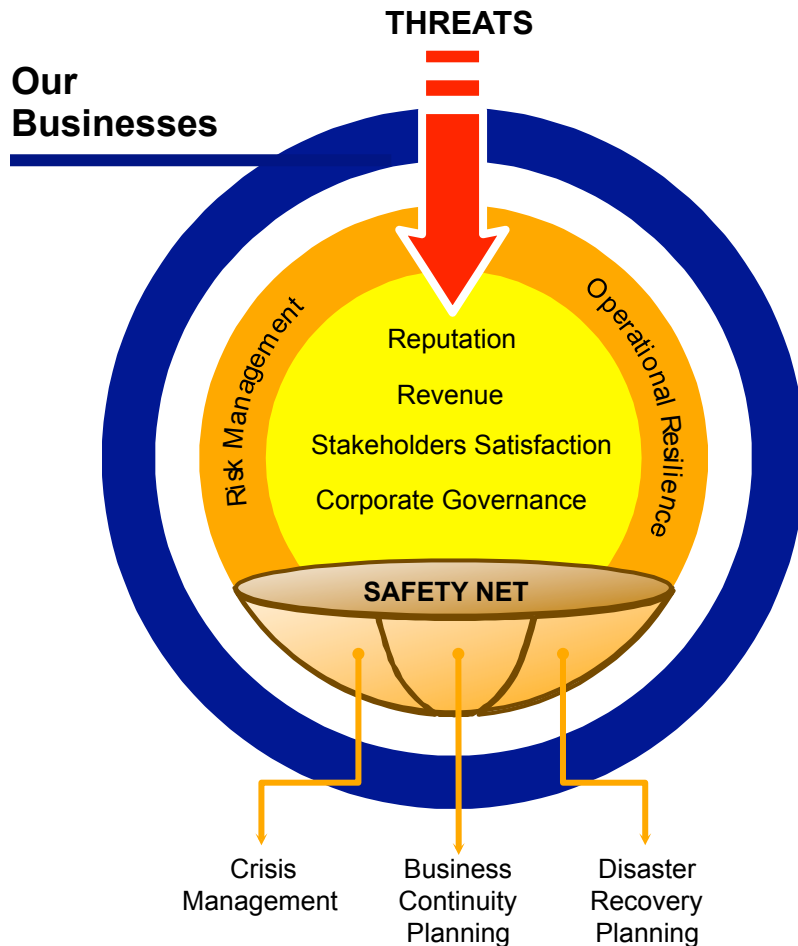 THREATS
Our
Businesses
Risk Management
Operational Resilience
Reputation
Revenue
Stakeholders Satisfaction
Corporate Governance
SAFETY NET
Crisis
Management
Business
Continuity
Planning
Disaster
Recovery
Planning